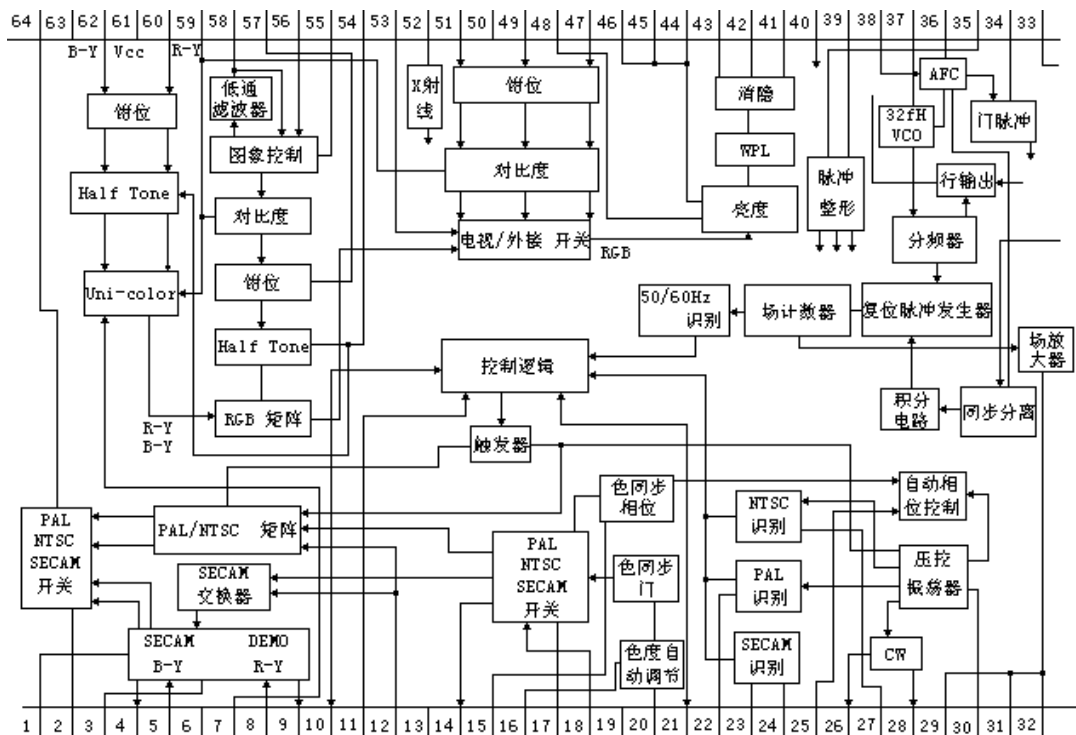 64 63 62 61 60 59 58 57 56 55 54 53 52 51 50 49 48 47 46 45 44 43 42 41 40 39 38 37 36 35 34 33
B-Y Vcc R-Y
钳位
低通
滤波器
图象控制
Half Tone
对比度
Uni-color
钳位
Half Tone
RGB 矩阵
R-Y
B-Y
X射
线
钳位
对比度
电视/外接 开关
RGB
消隐
WPL
亮度
脉冲
整形
AFC
32fH
VCO
门脉冲
行输出
分频器
50/60Hz
识别
场计数器
复位脉冲发生器
场放
大器
控制逻辑
触发器
积分
电路
同步分离
PAL
NTSC
SECAM
开关
PAL/NTSC 矩阵
SECAM
交换器
SECAM DEMO
B-Y R-Y
PAL
NTSC
SECAM
开关
色同步
相位
色同步
门
色度自
动调节
NTSC
识别
PAL
识别
SECAM
识别
自动相
位控制
压控
振荡器
CW
1 2 3 4 5 6 7 8 9 10 11 12 13 14 15 16 17 18 19 20 21 22 23 24 25 26 27 28 29 30 31 32